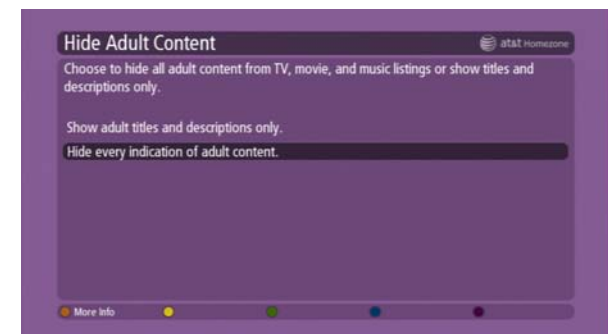 Hide Adult Content
at&t Homezone
Choose to hide all adult content from TV, movie, and music listings or show titles and
descriptions only.
Show adult titles and descriptions only.
Hide every indication of adult content.
More Info